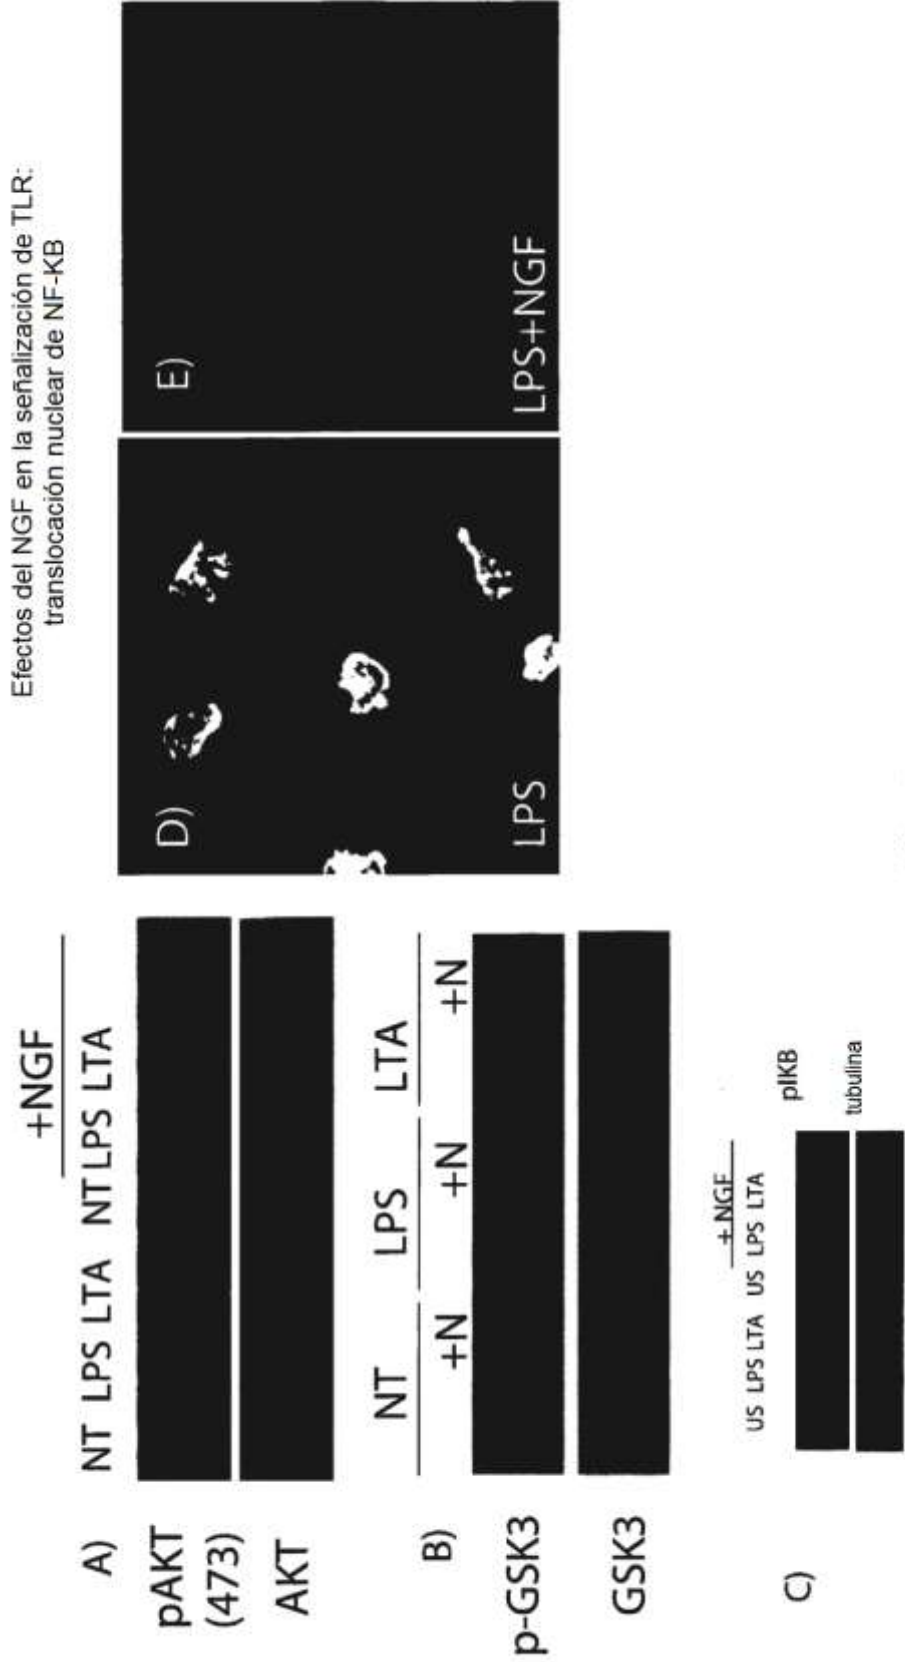 Efectos del NGF en la señalización de TLR:
translocación nuclear de NF-KB
A)
+NGF
NT LPS LTA NT LPS LTA
pAKT
(473)
AKT
B)
NT LPS LTA
+N +N +N
p-GSK3
GSK3
C)
+ NGF
US LPS LTA US LPS LTA
pIKB
tubulina
D)
LPS
E)
LPS+NGF